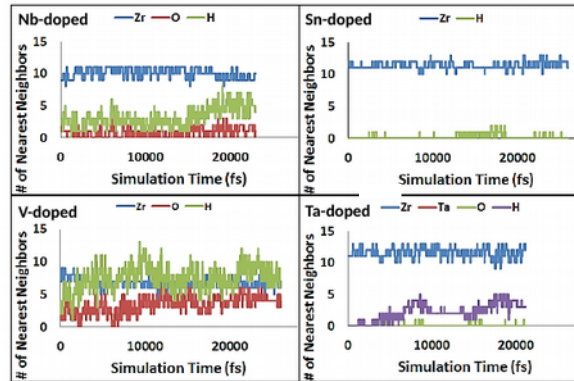 Nb-doped
Zr O H
15
10
5
0
0 10000 20000
Simulation Time (fs)
# of Nearest Neighbors
Sn-doped
Zr H
15
10
5
0
0 10000 20000
Simulation Time (fs)
# of Nearest Neighbors
V-doped
Zr O H
15
10
5
0
0 10000 20000
Simulation Time (fs)
# of Nearest Neighbors
Ta-doped
Zr Ta O H
15
10
5
0
0 10000 20000
Simulation Time (fs)
# of Nearest Neighbors